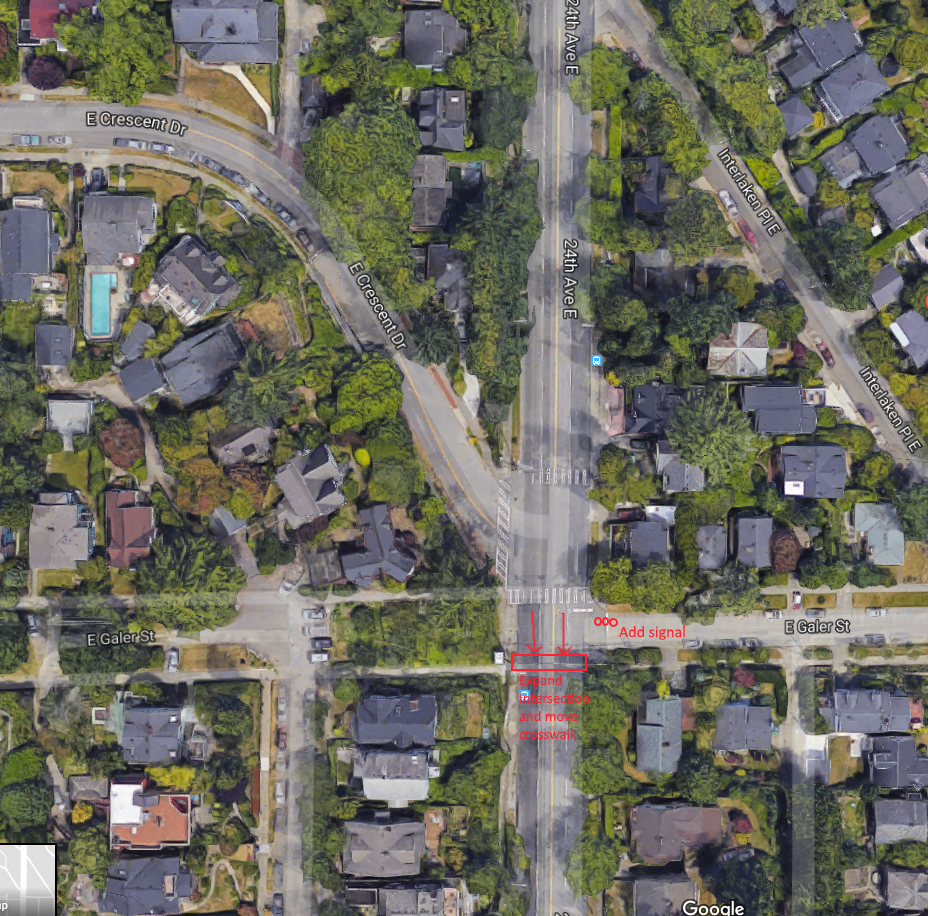 24th Ave E
E Crescent Dr
Interlaken Pl E
24th Ave E
E Crescent Dr
Interlaken Pl E
Add signal
E Galer St
E Galer St
Expand
intersection
and move
crosswalk
Google